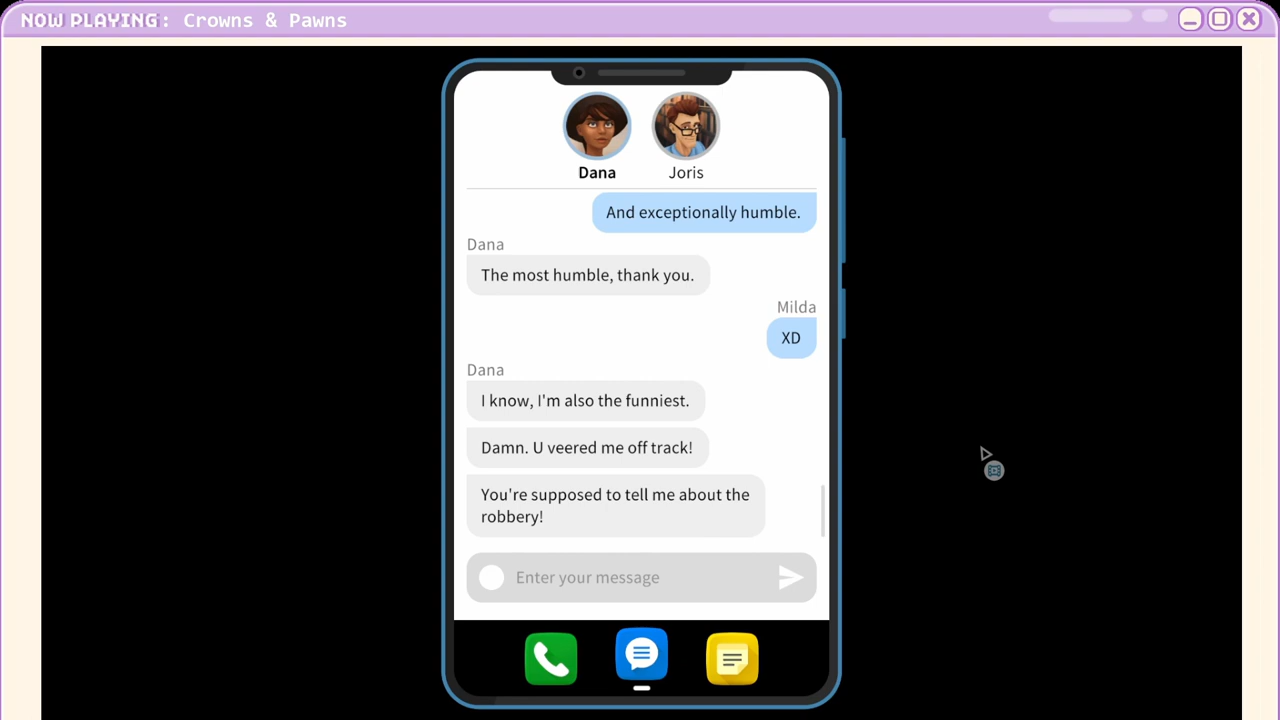 NOW PLAYING: Crowns & Pawns
Dana
Joris
And exceptionally humble.
Dana
The most humble, thank you.
Milda
XD
Dana
I know, I'm also the funniest.
Damn. U veered me off track!
You're supposed to tell me about the
robbery!
Enter your message